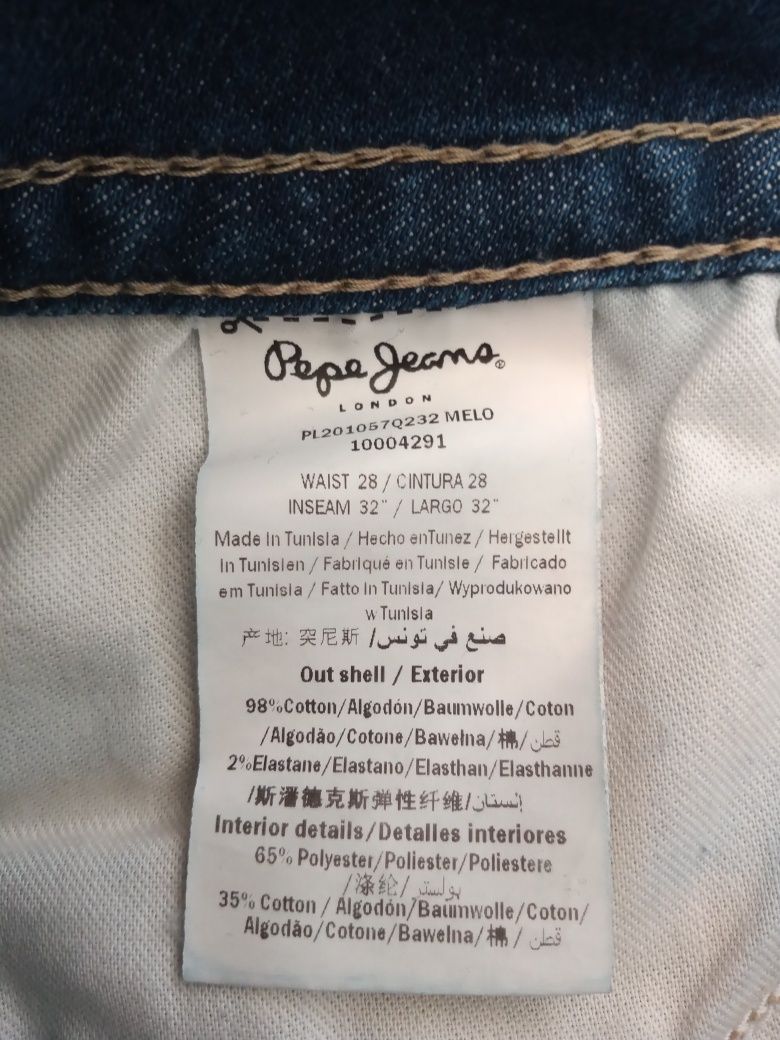 Pepe Jeans®
LONDON
PL201057Q232 MELO
10004291
WAIST 28 / CINTURA 28
INSEAM 32" / LARGO 32"
Made in Tunisia / Hecho enTunez / Hergestellt
in Tunisien / Fabriqué en Tunisie / Fabricado
em Tunisia / Fatto in Tunisia/ Wyprodukowano
w Tunisia
产地: 突尼斯 / صنع في تونس
Out shell / Exterior
98%Cotton/Algodón/Baumwolle/Coton
/Algodão/Cotone/Bawełna/棉/ قطن
2%Elastane/Elastano/Elasthan/Elasthanne
/斯潘德克斯弹性纤维/إنستان
Interior details/Detalles interiores
65% Polyester/Poliester/Poliestere
/涤纶/ بولستر
35% Cotton / Algodón/Baumwolle/Coton/
Algodão/Cotone/Bawełna/棉 / قطن